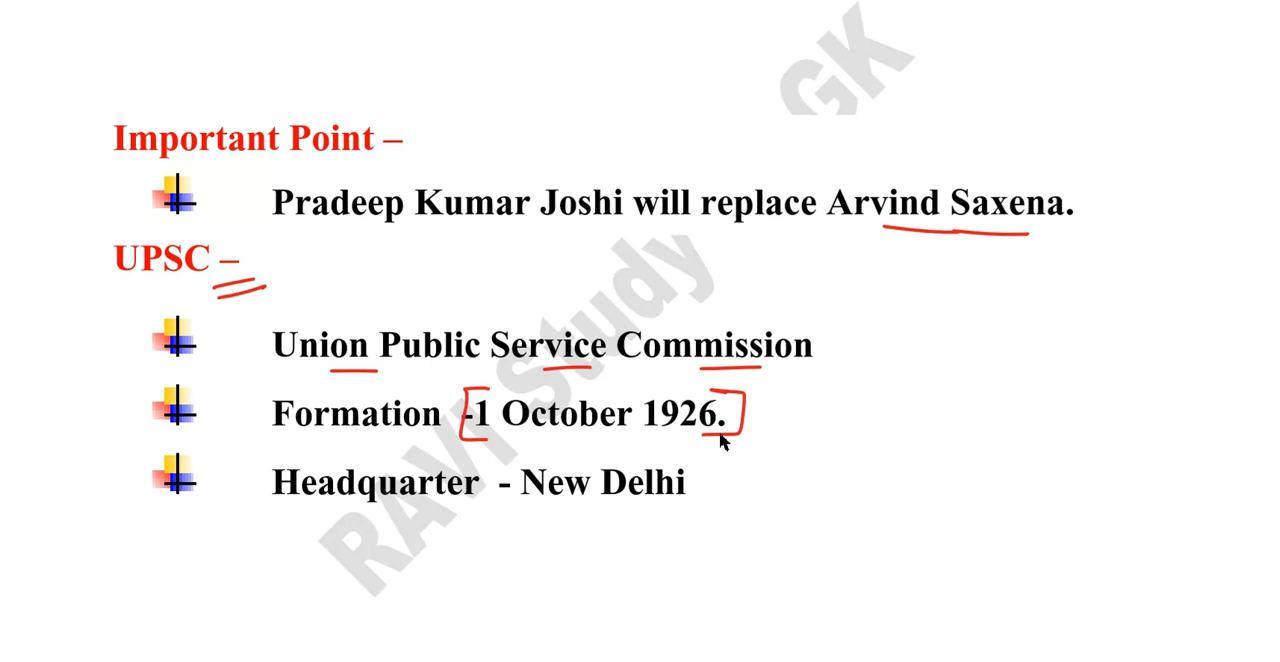 Important Point –
Pradeep Kumar Joshi will replace Arvind Saxena.
UPSC –
Union Public Service Commission
Formation -1 October 1926.
Headquarter - New Delhi
RAVI Study GK